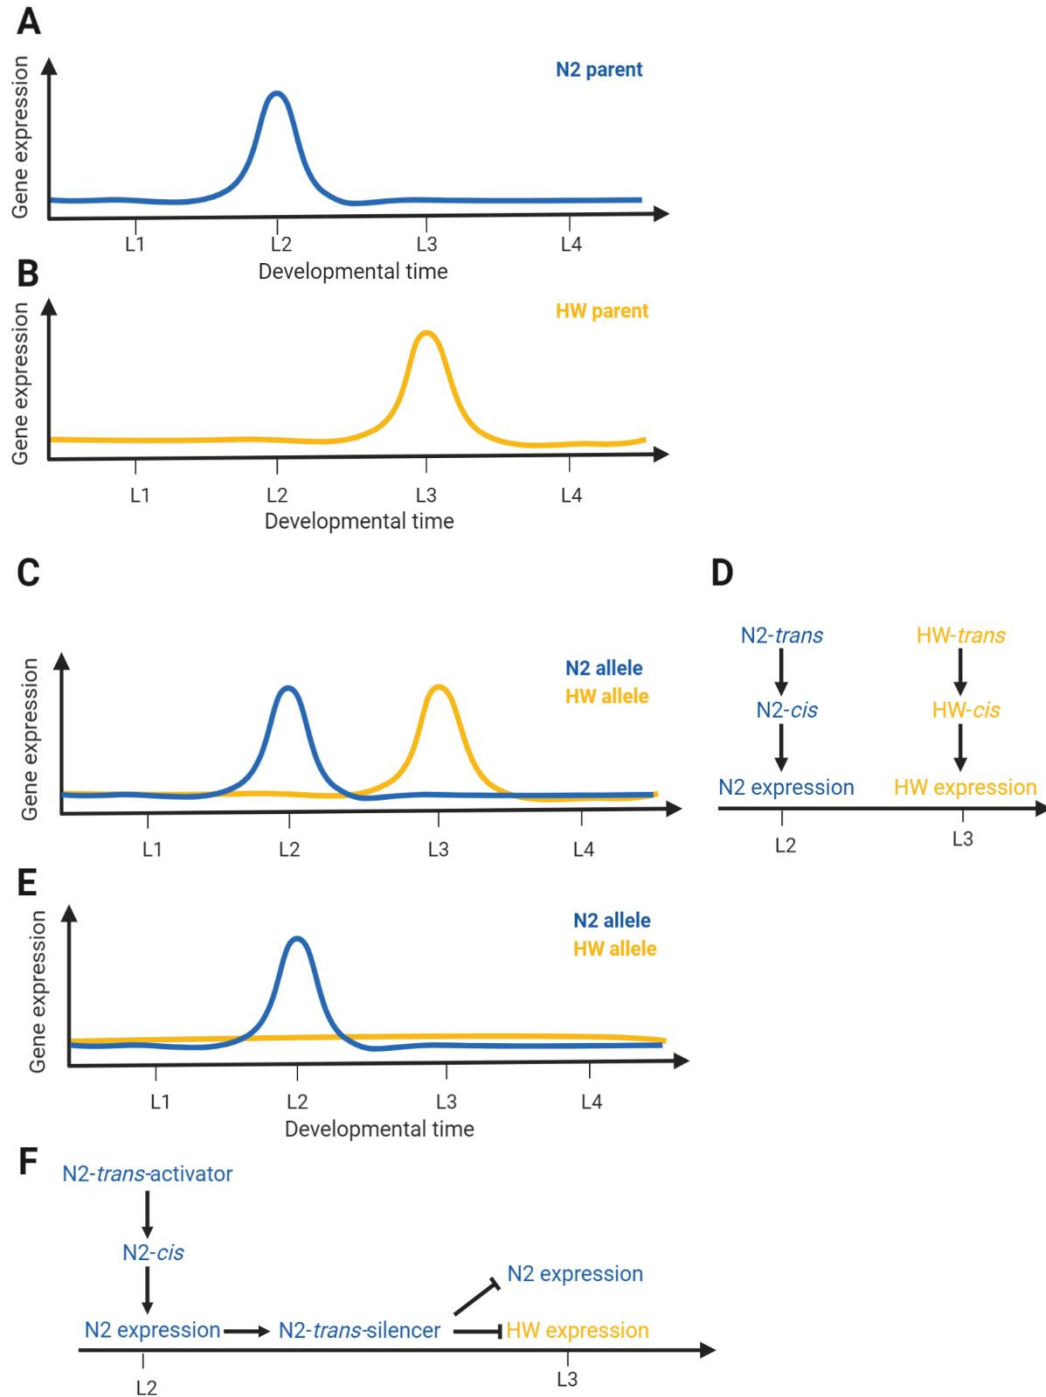 A
Gene expression
N2 parent
L1 L2 L3 L4
Developmental time
B
Gene expression
HW parent
L1 L2 L3 L4
Developmental time
C
Gene expression
N2 allele
HW allele
L1 L2 L3 L4
D
N2-trans HW-trans
N2-cis HW-cis
N2 expression HW expression
L2 L3
E
Gene expression
N2 allele
HW allele
L1 L2 L3 L4
Developmental time
F
N2-trans-activator
N2-cis
N2 expression
N2 expression N2-trans-silencer HW expression
L2 L3